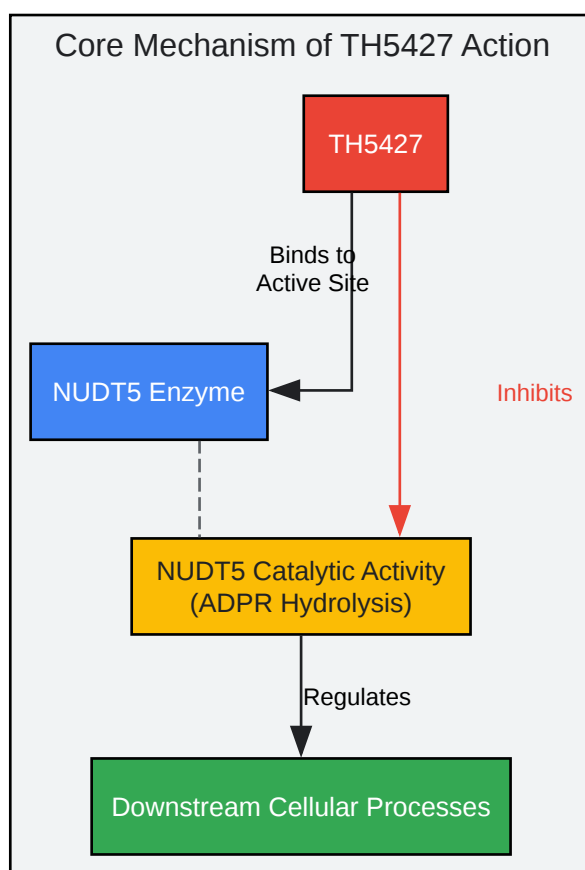 Core Mechanism of TH5427 Action
TH5427
Binds to
Active Site
NUDT5 Enzyme
Inhibits
NUDT5 Catalytic Activity
(ADPR Hydrolysis)
Regulates
Downstream Cellular Processes